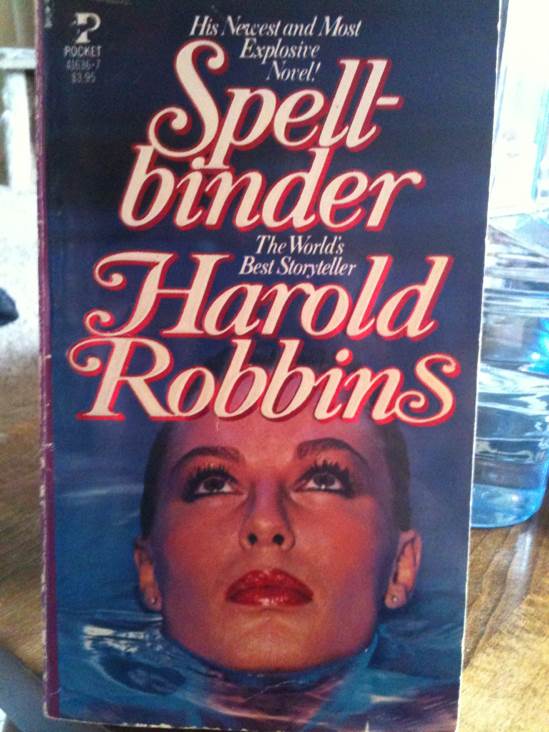 POCKET
41636-7
$3.95
His Newest and Most
Explosive
Novel!
Spell-
binder
The World's
Best Storyteller
Harold
Robbins